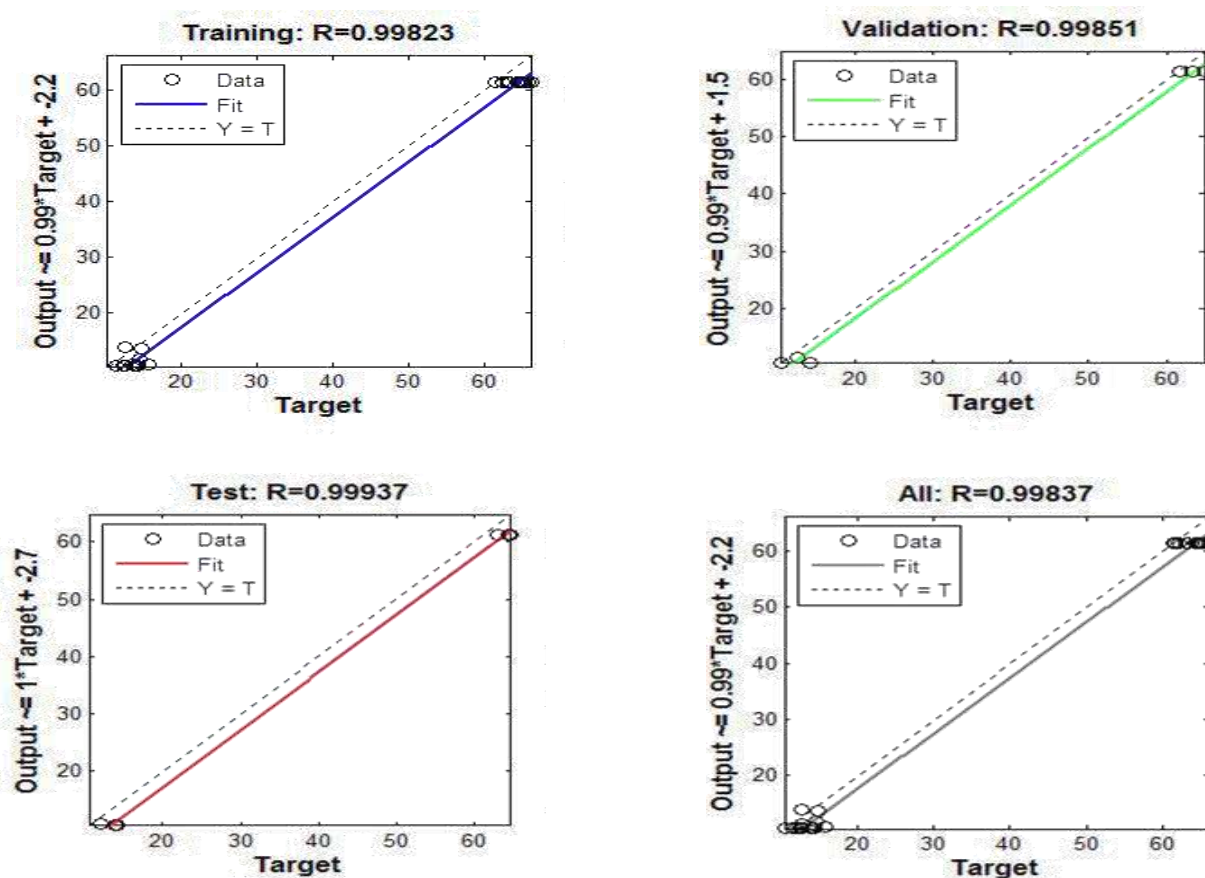 Training: R=0.99823
Output ~= 0.99*Target + -2.2
Data
Fit
Y = T
60
50
40
30
20
20 30 40 50 60
Target
Validation: R=0.99851
Output ~= 0.99*Target + -1.5
Data
Fit
Y = T
60
50
40
30
20
20 30 40 50 60
Target
Test: R=0.99937
Output ~= 1*Target + -2.7
Data
Fit
Y = T
60
50
40
30
20
20 30 40 50 60
Target
All: R=0.99837
Output ~= 0.99*Target + -2.2
Data
Fit
Y = T
60
50
40
30
20
20 30 40 50 60
Target